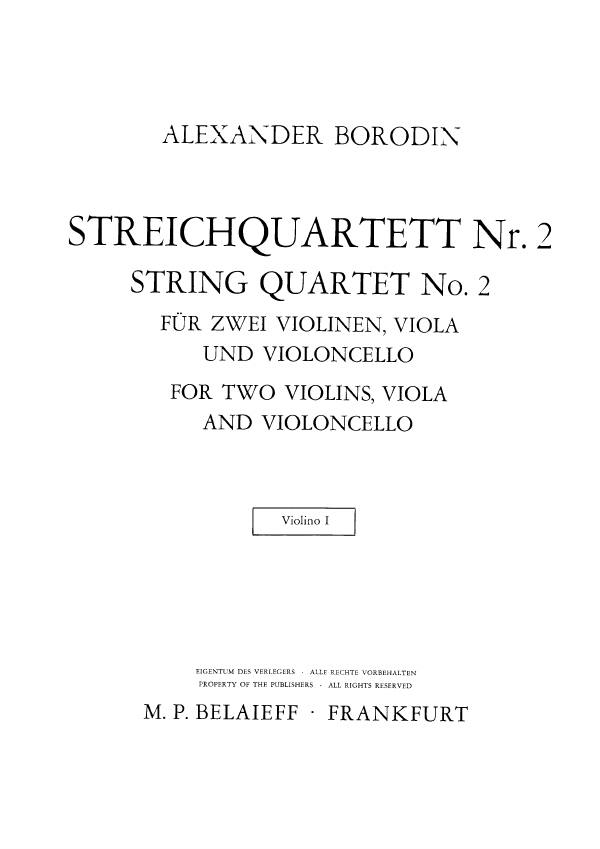 ALEXANDER BORODIN
STREICHQUARTETT Nr. 2
STRING QUARTET No. 2
FÜR ZWEI VIOLINEN, VIOLA
UND VIOLONCELLO
FOR TWO VIOLINS, VIOLA
AND VIOLONCELLO
Violino I
EIGENTUM DES VERLEGERS · ALLE RECHTE VORBEHALTEN
PROPERTY OF THE PUBLISHERS · ALL RIGHTS RESERVED
M. P. BELAIEFF · FRANKFURT